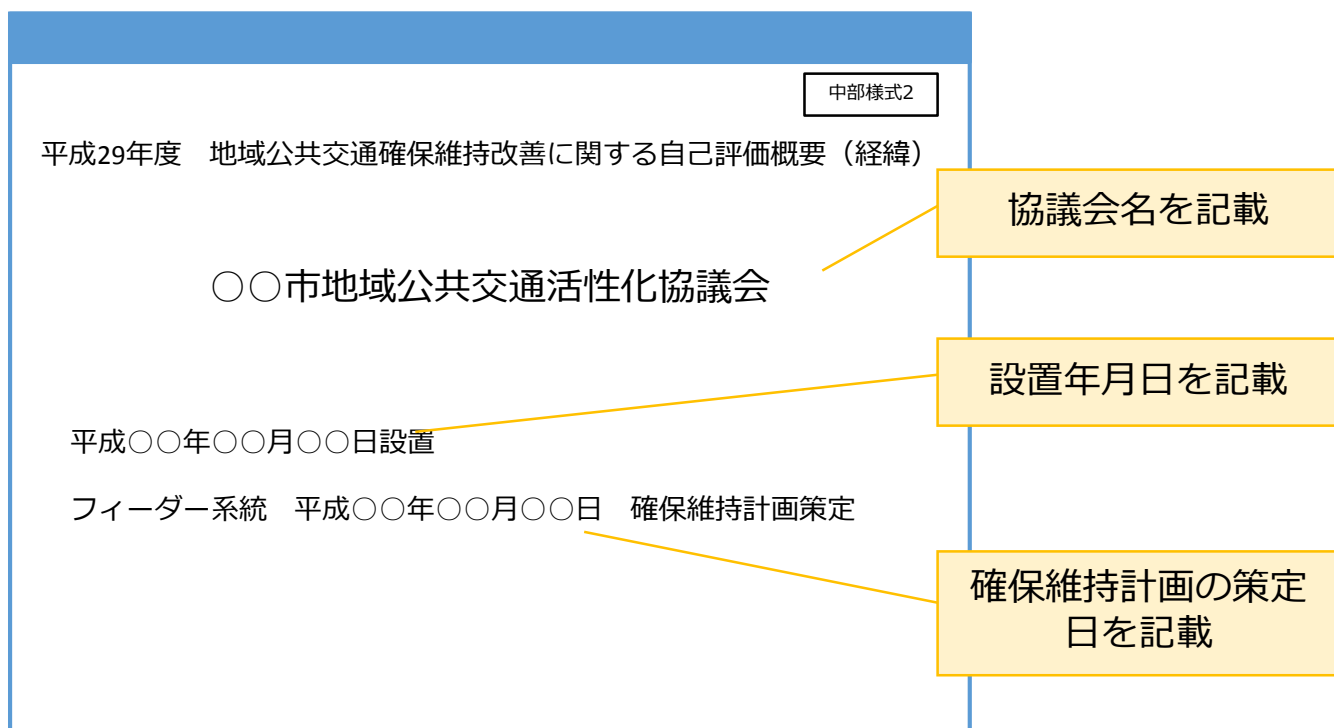 中部様式2
平成29年度　地域公共交通確保維持改善に関する自己評価概要（経緯）
協議会名を記載
○○市地域公共交通活性化協議会
設置年月日を記載
平成○○年○○月○○日設置
フィーダー系統　平成○○年○○月○○日　確保維持計画策定
確保維持計画の策定
日を記載